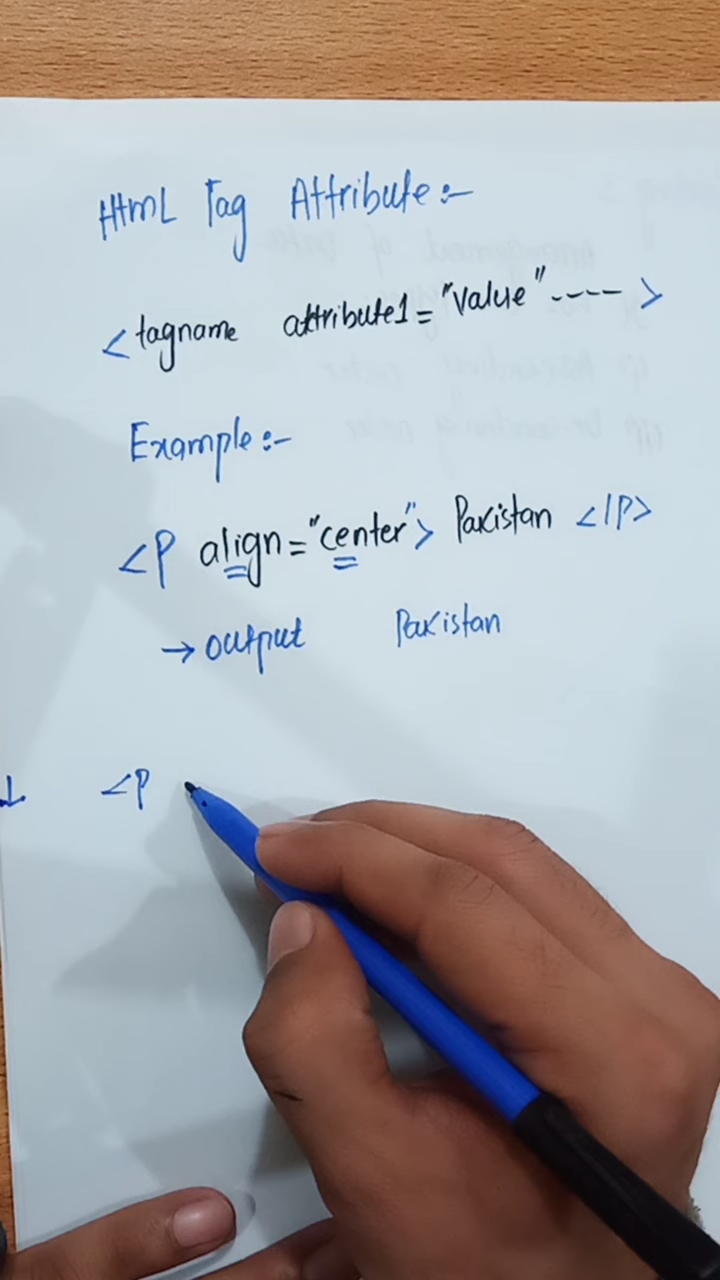 HtmL Tag Attribute:-
<tagname attribute1="value"---->
Example:-
<P align="center"> Pakistan </P>
→ output Pakistan
<P